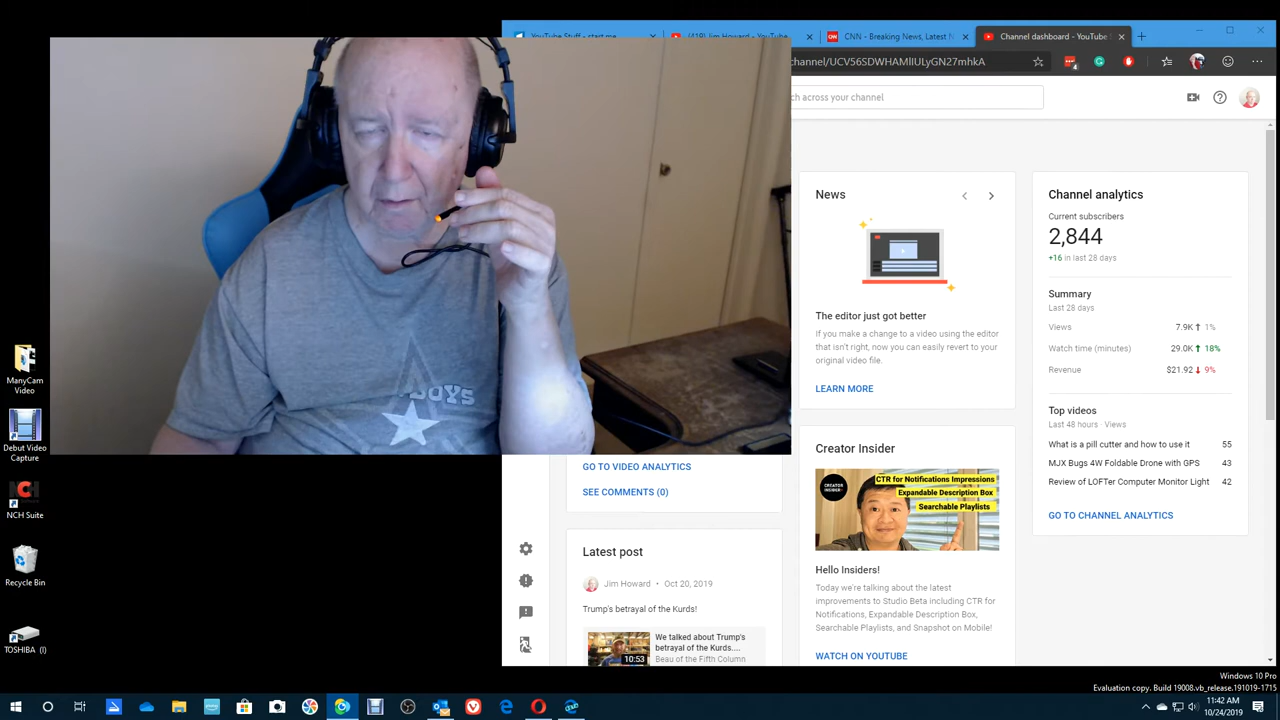 YouTube Stuff - start.me
(419) Jim Howard - YouTube
CNN - Breaking News, Latest N
Channel dashboard - YouTube S
channel/UCV56SDWHAMlIULyGN27mhkA
4
ch across your channel
News
The editor just got better
If you make a change to a video using the editor
that isn't right, now you can easily revert to your
original video file.
LEARN MORE
Channel analytics
Current subscribers
2,844
+16 in last 28 days
Summary
Last 28 days
Views 7.9K 1%
Watch time (minutes) 29.0K 18%
Revenue $21.92 9%
Top videos
Last 48 hours · Views
What is a pill cutter and how to use it 55
MJX Bugs 4W Foldable Drone with GPS 43
Review of LOFTer Computer Monitor Light 42
GO TO CHANNEL ANALYTICS
GO TO VIDEO ANALYTICS
SEE COMMENTS (0)
Latest post
Jim Howard • Oct 20, 2019
Trump's betrayal of the Kurds!
10:53
We talked about Trump's
betrayal of the Kurds....
Beau of the Fifth Column
Creator Insider
CREATOR
INSIDER
CTR for Notifications Impressions
Expandable Description Box
Searchable Playlists
Hello Insiders!
Today we're talking about the latest
improvements to Studio Beta including CTR for
Notifications, Expandable Description Box,
Searchable Playlists, and Snapshot on Mobile!
WATCH ON YOUTUBE
ManyCam
Video
Debut Video
Capture
NCH Suite
Recycle Bin
TOSHIBA (I)
Windows 10 Pro
Evaluation copy. Build 19008.vb_release.191019-1715
11:42 AM
10/24/2019